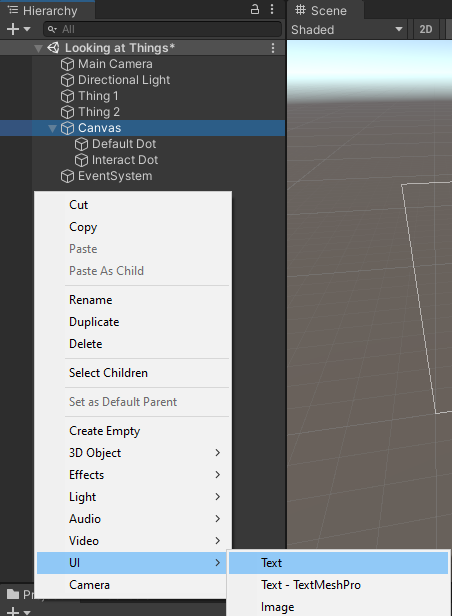 Hierarchy
Scene
All
Shaded
2D
Looking at Things*
Main Camera
Directional Light
Thing 1
Thing 2
Canvas
Default Dot
Interact Dot
EventSystem
Cut
Copy
Paste
Paste As Child
Rename
Duplicate
Delete
Select Children
Set as Default Parent
Create Empty
3D Object
Effects
Light
Audio
Video
UI
Text
Camera
Text - TextMeshPro
Image